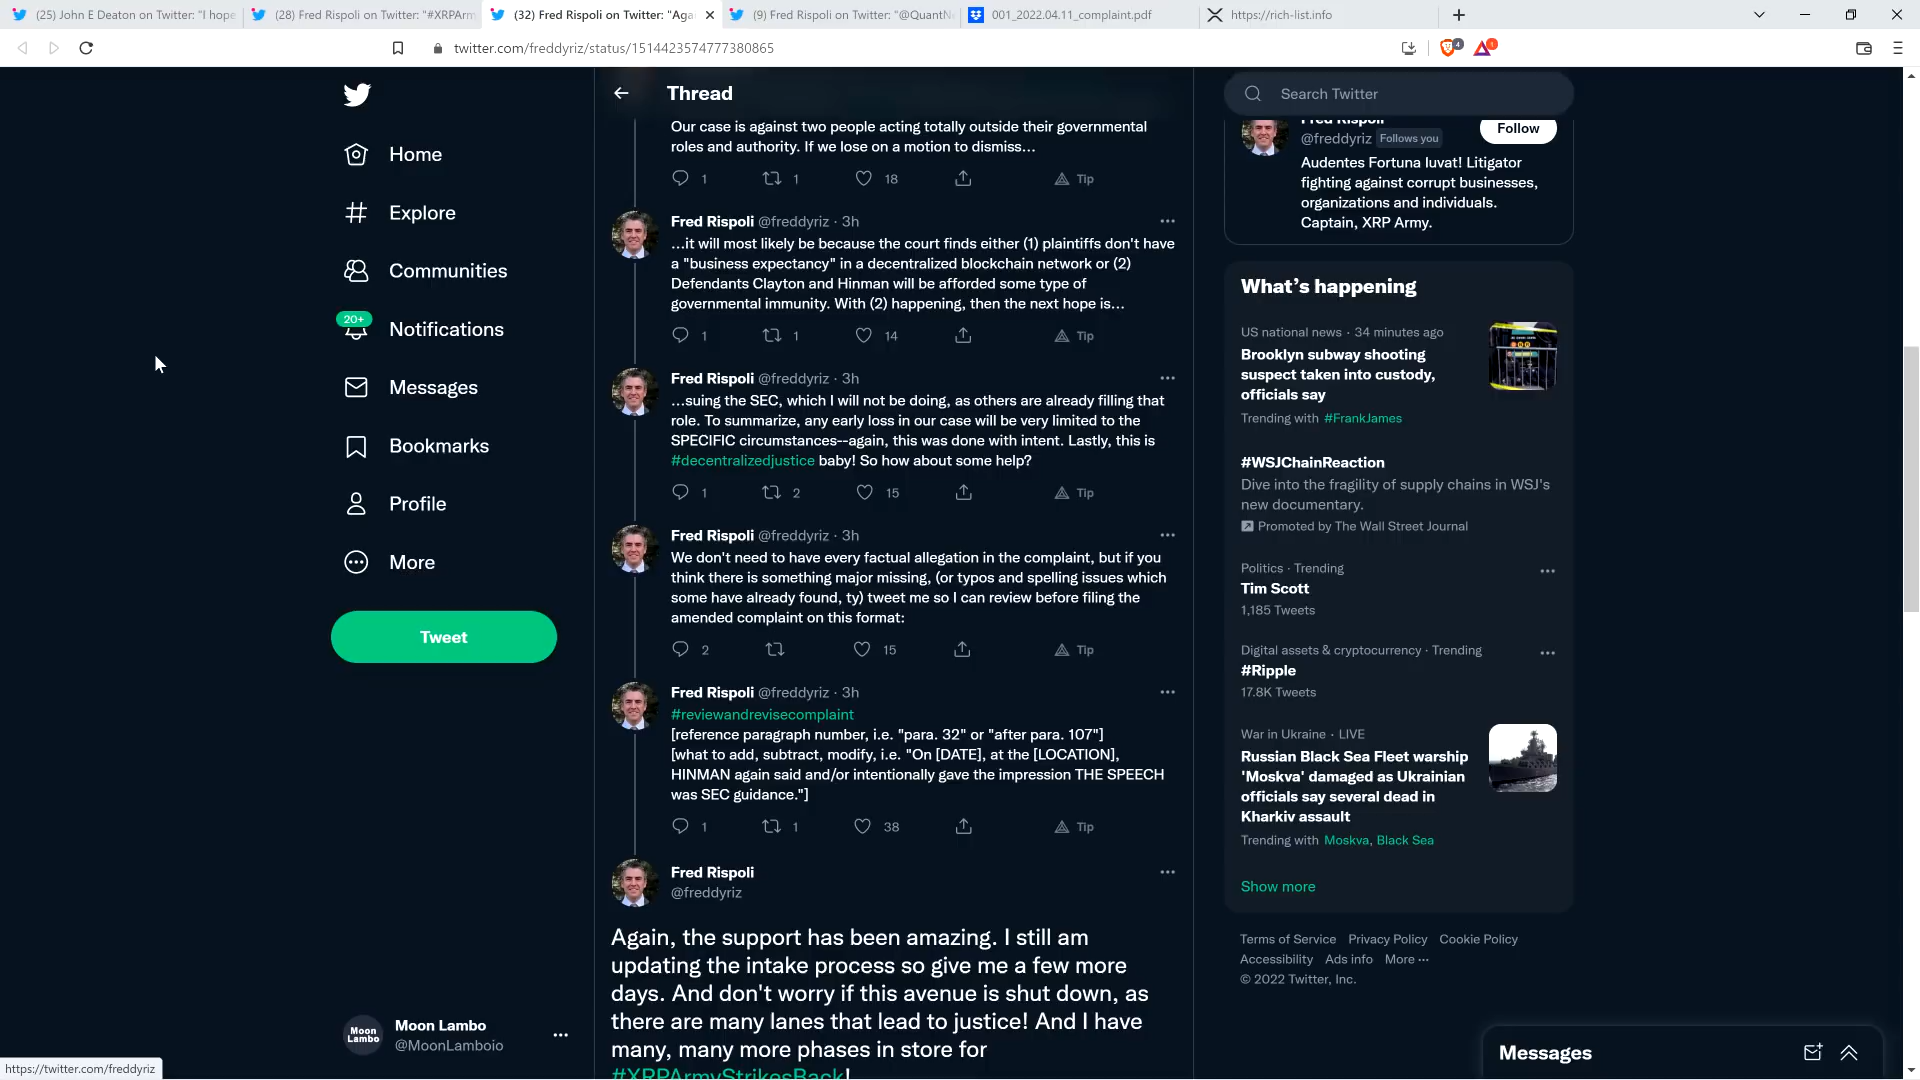 (25) John E Deaton on Twitter: "I hope
(28) Fred Rispoli on Twitter: "#XRPArm
(32) Fred Rispoli on Twitter: "Aga
(9) Fred Rispoli on Twitter: "@QuantNe
001_2022.04.11_complaint.pdf
https://rich-list.info
twitter.com/freddyriz/status/1514423574777380865
4
1
Home
Explore
Communities
20+
Notifications
Messages
Bookmarks
Profile
More
Tweet
Moon Lambo
Moon Lambo
@MoonLamboio
https://twitter.com/freddyriz
Thread
Our case is against two people acting totally outside their governmental
roles and authority. If we lose on a motion to dismiss...
1 1 18 Tip
Fred Rispoli @freddyriz · 3h
...it will most likely be because the court finds either (1) plaintiffs don't have
a "business expectancy" in a decentralized blockchain network or (2)
Defendants Clayton and Hinman will be afforded some type of
governmental immunity. With (2) happening, then the next hope is...
1 1 14 Tip
Fred Rispoli @freddyriz · 3h
...suing the SEC, which I will not be doing, as others are already filling that
role. To summarize, any early loss in our case will be very limited to the
SPECIFIC circumstances--again, this was done with intent. Lastly, this is
#decentralizedjustice baby! So how about some help?
1 2 15 Tip
Fred Rispoli @freddyriz · 3h
We don't need to have every factual allegation in the complaint, but if you
think there is something major missing, (or typos and spelling issues which
some have already found, ty) tweet me so I can review before filing the
amended complaint on this format:
2 15 Tip
Fred Rispoli @freddyriz · 3h
#reviewandrevisecomplaint
[reference paragraph number, i.e. "para. 32" or "after para. 107"]
[what to add, subtract, modify, i.e. "On [DATE], at the [LOCATION],
HINMAN again said and/or intentionally gave the impression THE SPEECH
was SEC guidance."]
1 1 38 Tip
Fred Rispoli
@freddyriz
Again, the support has been amazing. I still am
updating the intake process so give me a few more
days. And don't worry if this avenue is shut down, as
there are many lanes that lead to justice! And I have
many, many more phases in store for
#XRPArmyStrikesBack!
Search Twitter
Fred Rispoli
@freddyriz Follows you
Follow
Audentes Fortuna Iuvat! Litigator
fighting against corrupt businesses,
organizations and individuals.
Captain, XRP Army.
What's happening
US national news · 34 minutes ago
Brooklyn subway shooting
suspect taken into custody,
officials say
Trending with #FrankJames
#WSJChainReaction
Dive into the fragility of supply chains in WSJ's
new documentary.
Promoted by The Wall Street Journal
Politics · Trending
Tim Scott
1,185 Tweets
Digital assets & cryptocurrency · Trending
#Ripple
17.8K Tweets
War in Ukraine · LIVE
Russian Black Sea Fleet warship
'Moskva' damaged as Ukrainian
officials say several dead in
Kharkiv assault
Trending with Moskva, Black Sea
Show more
Terms of Service Privacy Policy Cookie Policy
Accessibility Ads info More ···
© 2022 Twitter, Inc.
Messages